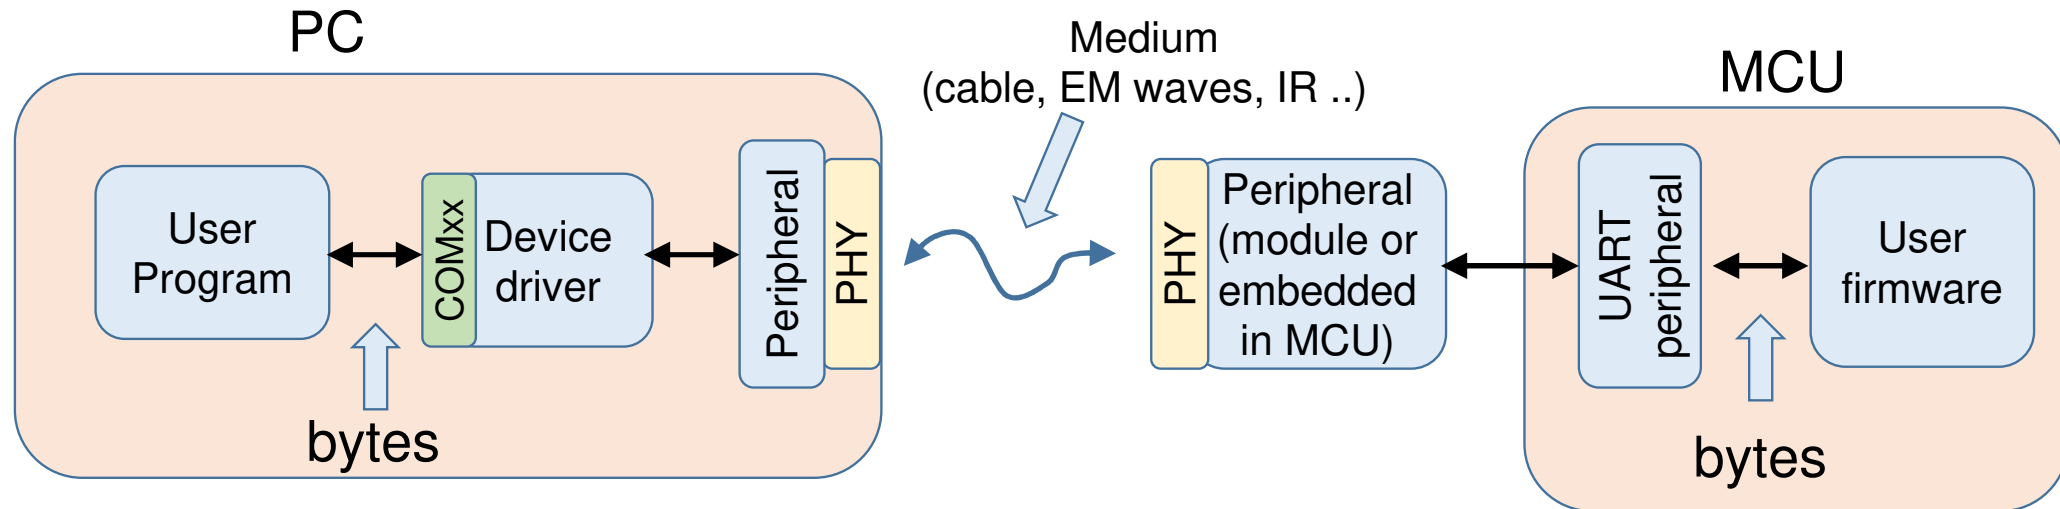 PC
User
Program
COMxx
Device
driver
Peripheral
PHY
bytes
Medium
(cable, EM waves, IR ..)
PHY
Peripheral
(module or
embedded
in MCU)
MCU
UART
peripheral
User
firmware
bytes